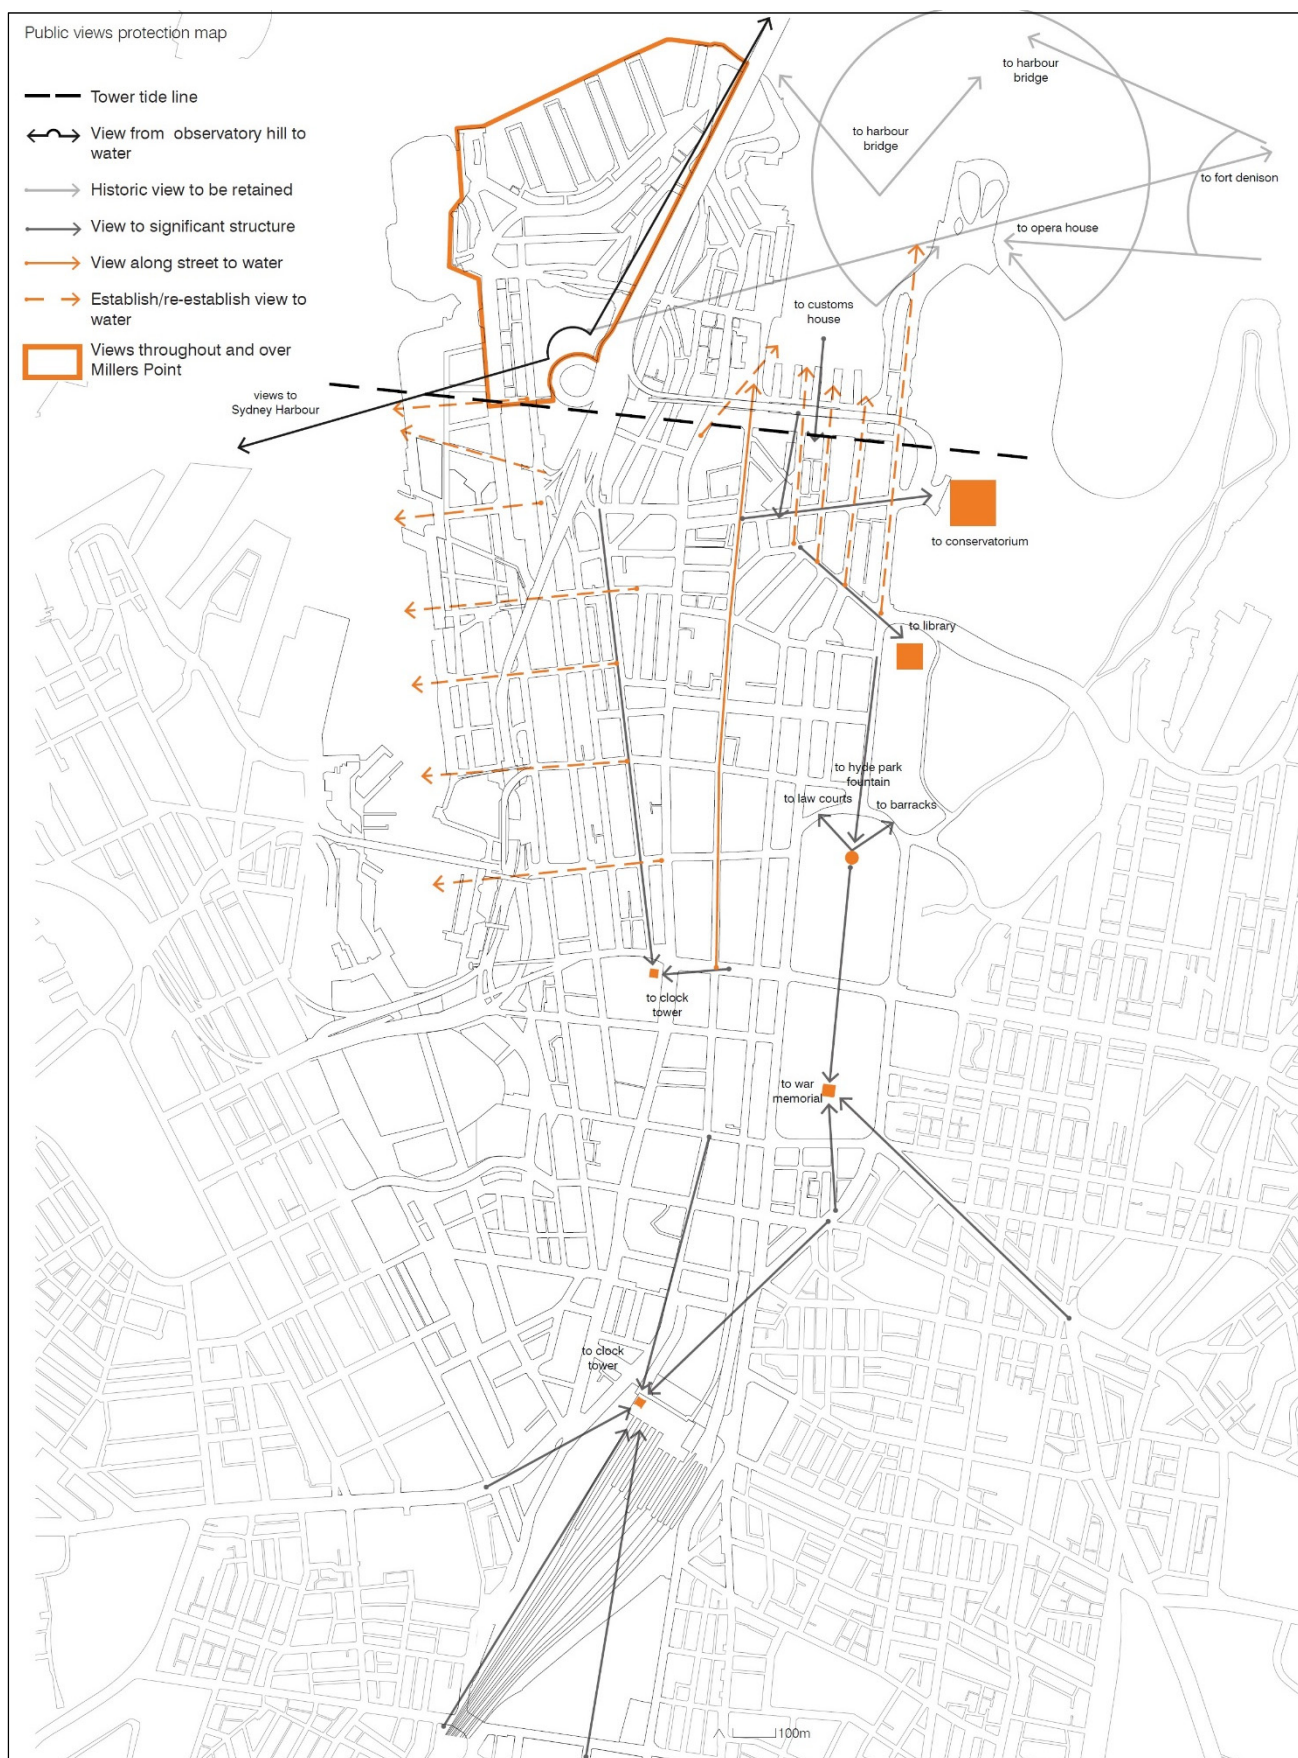 Public views protection map
Tower tide line
View from observatory hill to
water
Historic view to be retained
View to significant structure
View along street to water
Establish/re-establish view to
water
Views throughout and over
Millers Point
to harbour
bridge
to harbour
bridge
to fort denison
to opera house
to customs
house
views to
Sydney Harbour
to conservatorium
to library
to hyde park
fountain
to law courts
to barracks
to clock
tower
to war
memorial
to clock
tower
100m